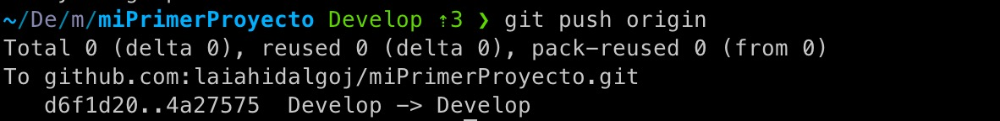 ~/De/m/miPrimerProyecto Develop ⇡3 ❯ git push origin
Total 0 (delta 0), reused 0 (delta 0), pack-reused 0 (from 0)
To github.com:laiahidalgoj/miPrimerProyecto.git
   d6f1d20..4a27575  Develop -> Develop